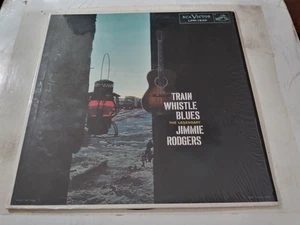 RCA VICTOR
TRAIN
WHISTLE
BLUES
THE LEGENDARY
JIMMIE
RODGERS